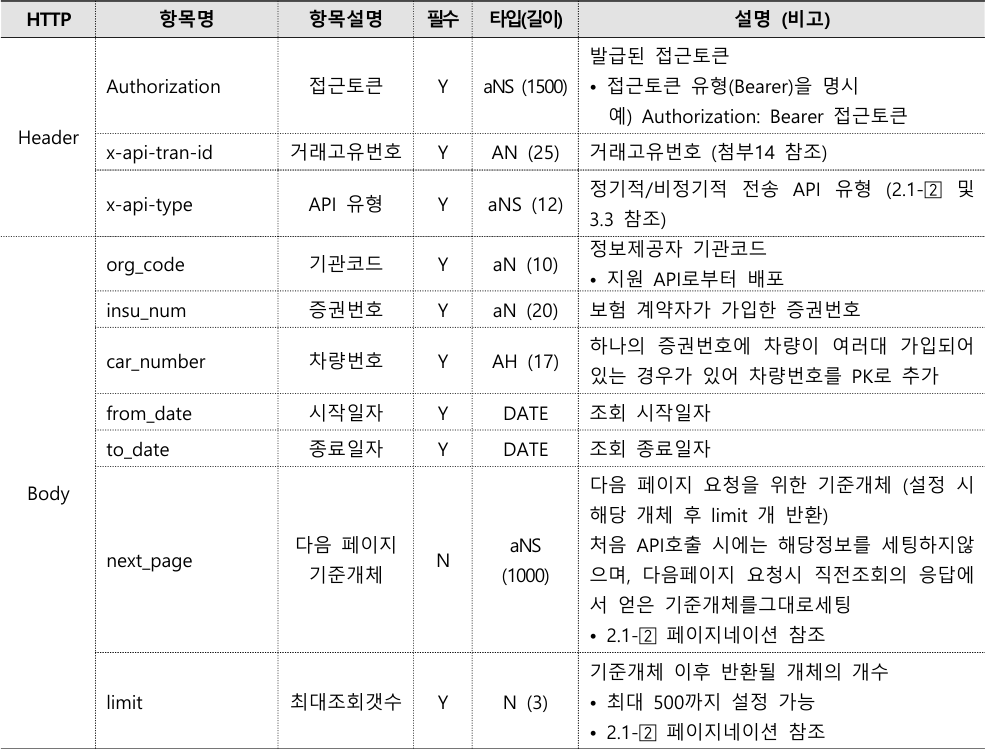 HTTP 항목명 항목설명 필수 타입(길이) 설명 (비고)
Header
Authorization 접근토큰 Y aNS (1500)
발급된 접근토큰
• 접근토큰 유형(Bearer)을 명시
예) Authorization: Bearer 접근토큰
x-api-tran-id 거래고유번호 Y AN (25) 거래고유번호 (첨부14 참조)
x-api-type API 유형 Y aNS (12)
정기적/비정기적 전송 API 유형 (2.1-2️⃣ 및
3.3 참조)
Body
org_code 기관코드 Y aN (10)
정보제공자 기관코드
• 지원 API로부터 배포
insu_num 증권번호 Y aN (20) 보험 계약자가 가입한 증권번호
car_number 차량번호 Y AH (17)
하나의 증권번호에 차량이 여러대 가입되어
있는 경우가 있어 차량번호를 PK로 추가
from_date 시작일자 Y DATE 조회 시작일자
to_date 종료일자 Y DATE 조회 종료일자
next_page
다음 페이지
기준개체
N
aNS
(1000)
다음 페이지 요청을 위한 기준개체 (설정 시
해당 개체 후 limit 개 반환)
처음 API호출 시에는 해당정보를 세팅하지않
으며, 다음페이지 요청시 직전조회의 응답에
서 얻은 기준개체를그대로세팅
• 2.1-2️⃣ 페이지네이션 참조
limit 최대조회갯수 Y N (3)
기준개체 이후 반환될 개체의 개수
• 최대 500까지 설정 가능
• 2.1-2️⃣ 페이지네이션 참조